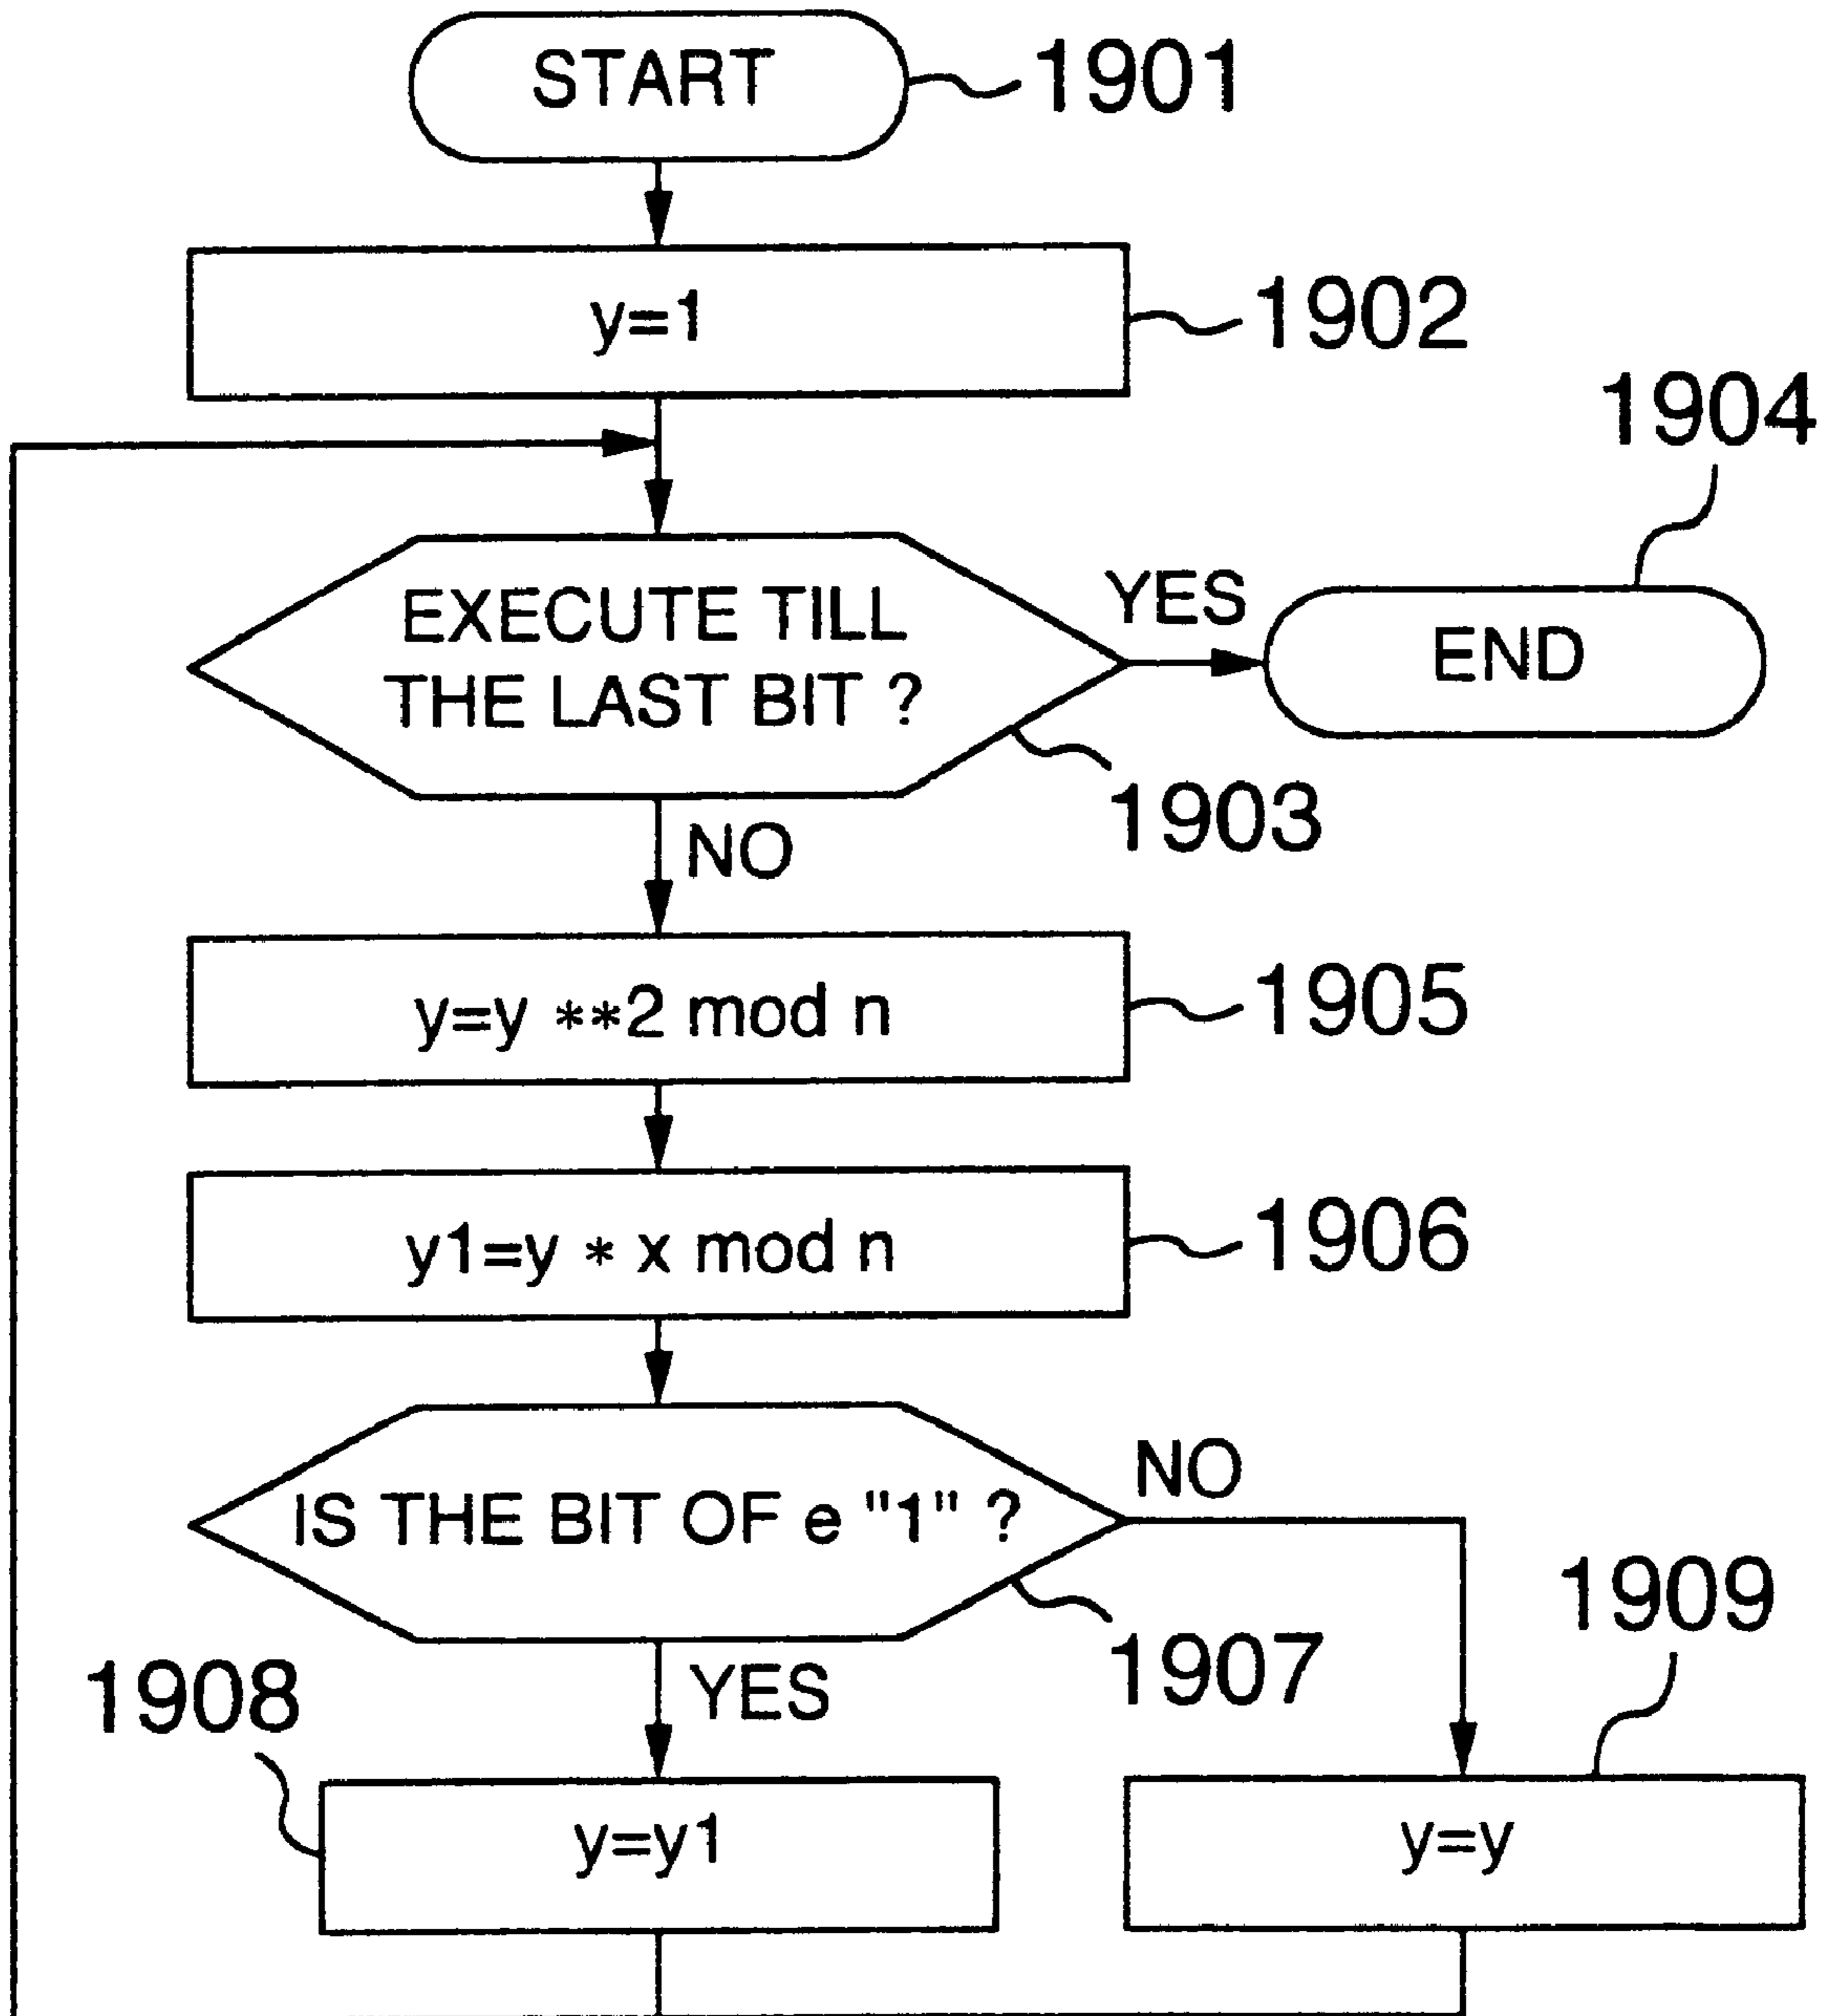 START
1901
y=1
1902
1904
EXECUTE TILL
THE LAST BIT ?
YES
END
1903
NO
y=y **2 mod n
1905
y1=y * x mod n
1906
IS THE BIT OF e "1" ?
NO
1909
1907
1908
YES
y=y1
y=y